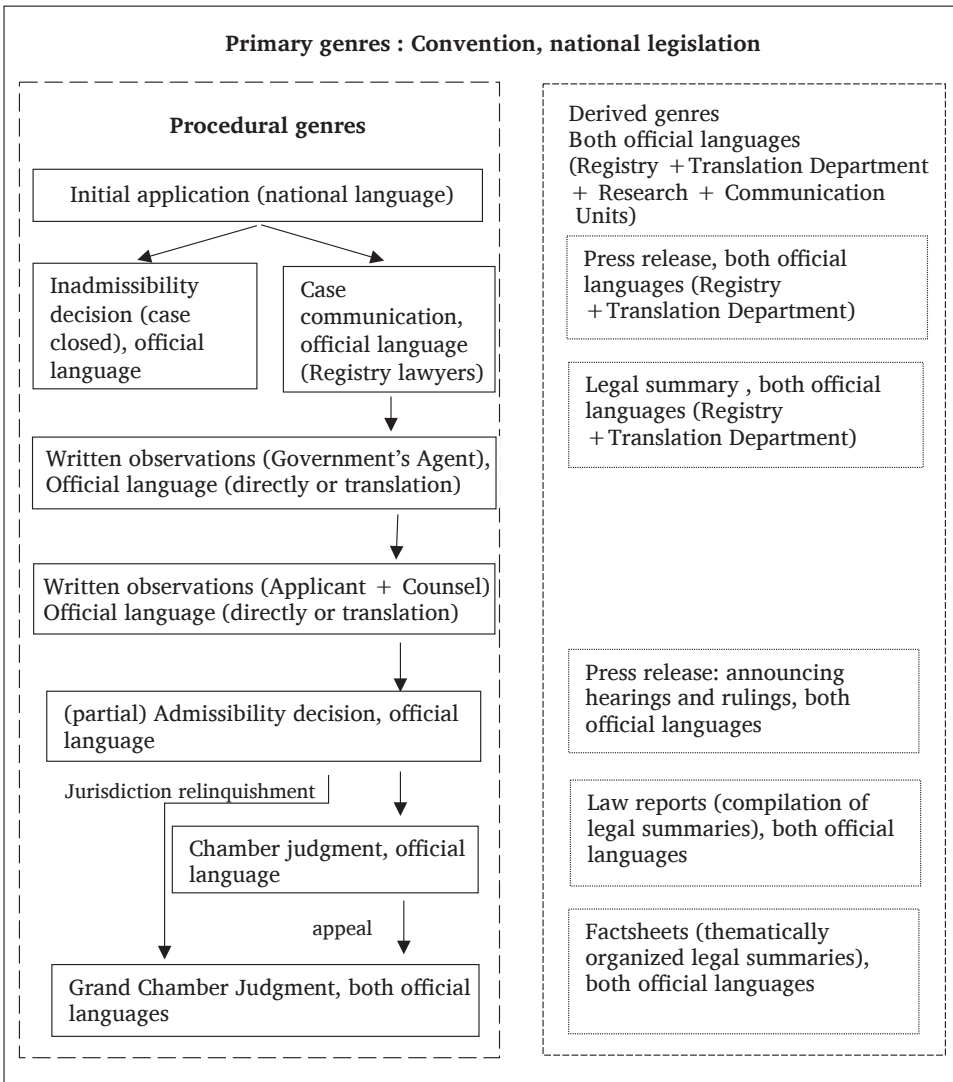 Primary genres : Convention, national legislation
Procedural genres
Initial application (national language)
Inadmissibility
decision (case
closed), official
language
Case
communication,
official language
(Registry lawyers)
Written observations (Government’s Agent),
Official language (directly or translation)
Written observations (Applicant + Counsel)
Official language (directly or translation)
(partial) Admissibility decision, official
language
Jurisdiction relinquishment
Chamber judgment, official
language
appeal
Grand Chamber Judgment, both official
languages
Derived genres
Both official languages
(Registry +Translation Department
+ Research + Communication
Units)
Press release, both official
languages (Registry
+Translation Department)
Legal summary , both official
languages (Registry
+Translation Department)
Press release: announcing
hearings and rulings, both
official languages
Law reports (compilation of
legal summaries), both official
languages
Factsheets (thematically
organized legal summaries),
both official languages